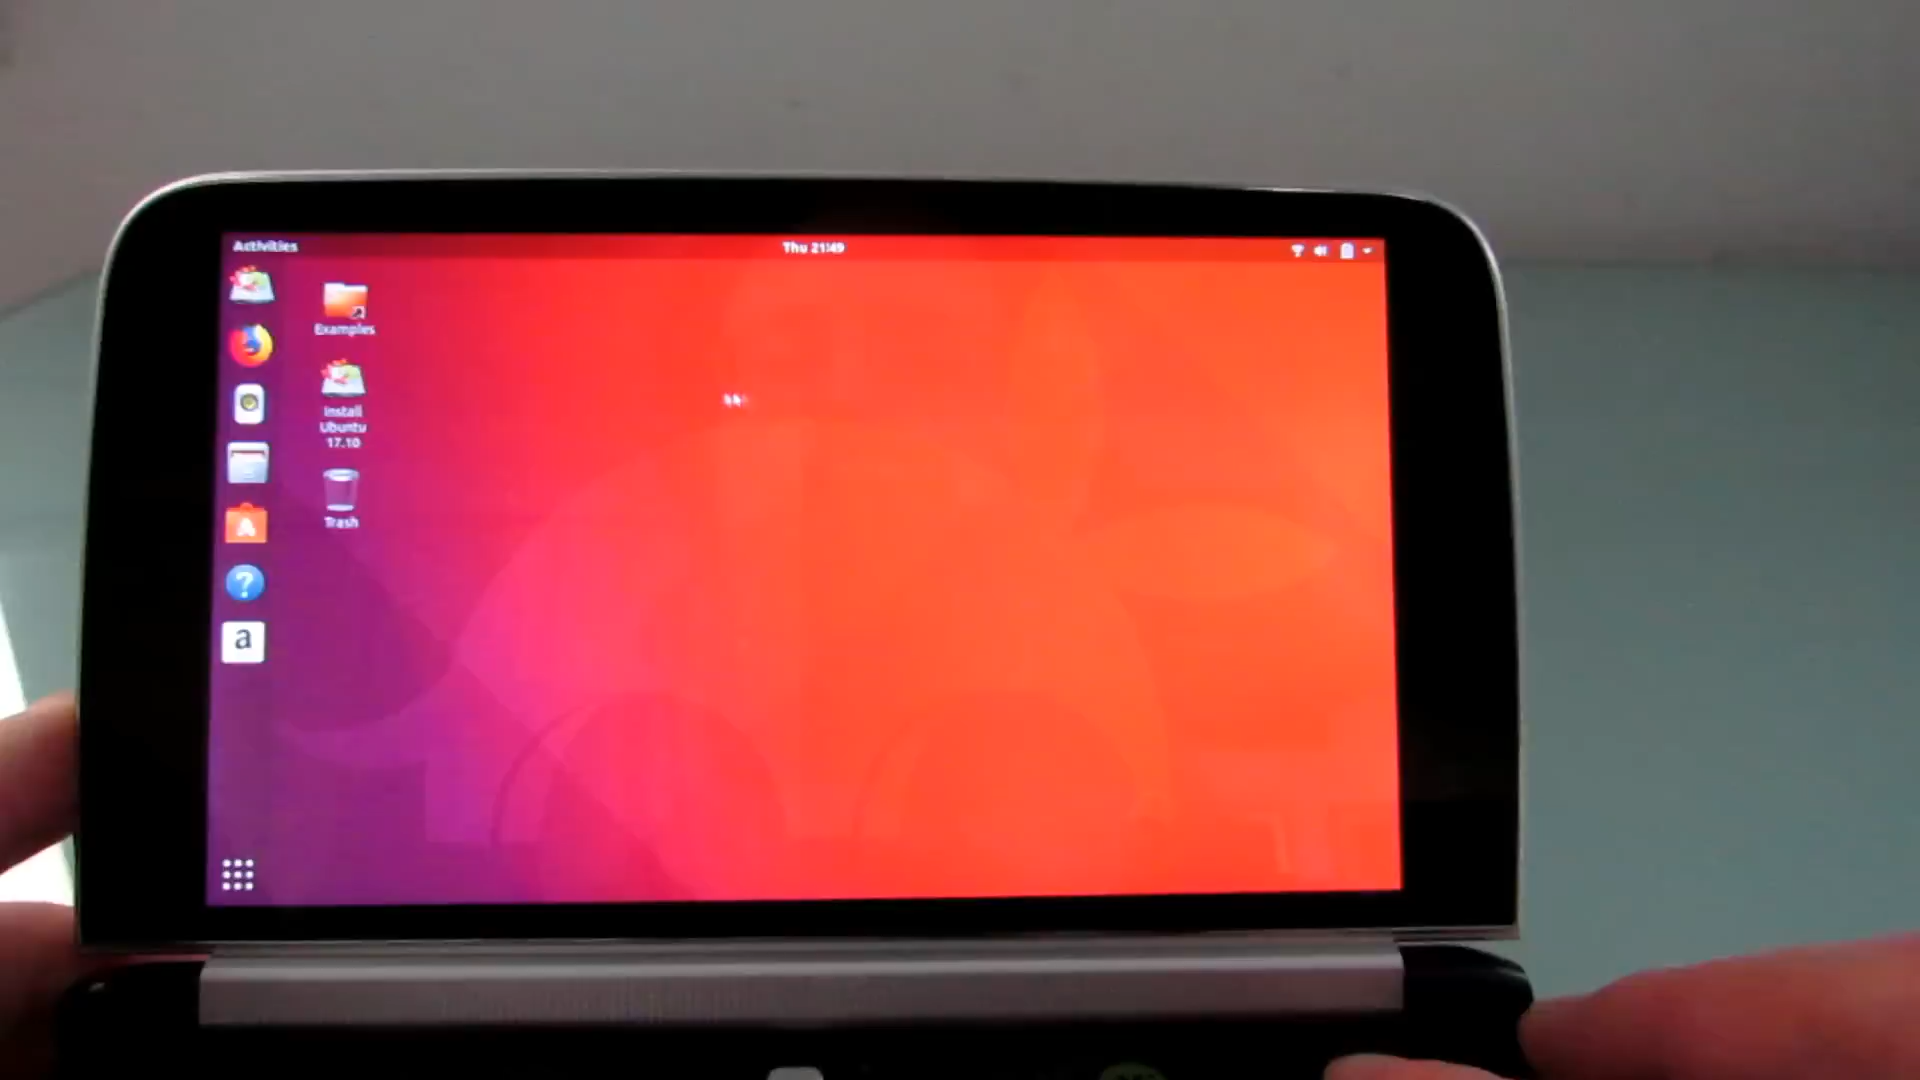 Activities
Thu 21:49
Examples
Install
Ubuntu
17.10
Trash
A
?
a